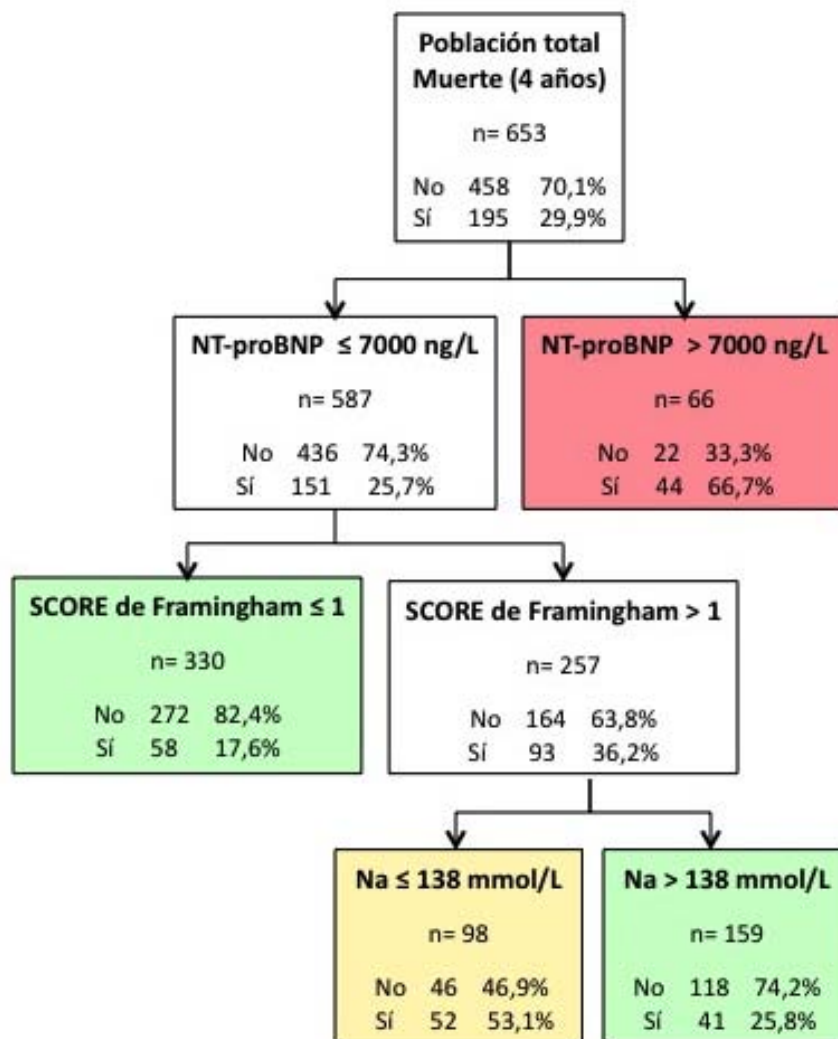 Población total
Muerte (4 años)
n= 653
No 458 70,1%
Sí 195 29,9%
NT-proBNP ≤ 7000 ng/L
n= 587
No 436 74,3%
Sí 151 25,7%
NT-proBNP > 7000 ng/L
n= 66
No 22 33,3%
Sí 44 66,7%
SCORE de Framingham ≤ 1
n= 330
No 272 82,4%
Sí 58 17,6%
SCORE de Framingham > 1
n= 257
No 164 63,8%
Sí 93 36,2%
Na ≤ 138 mmol/L
n= 98
No 46 46,9%
Sí 52 53,1%
Na > 138 mmol/L
n= 159
No 118 74,2%
Sí 41 25,8%